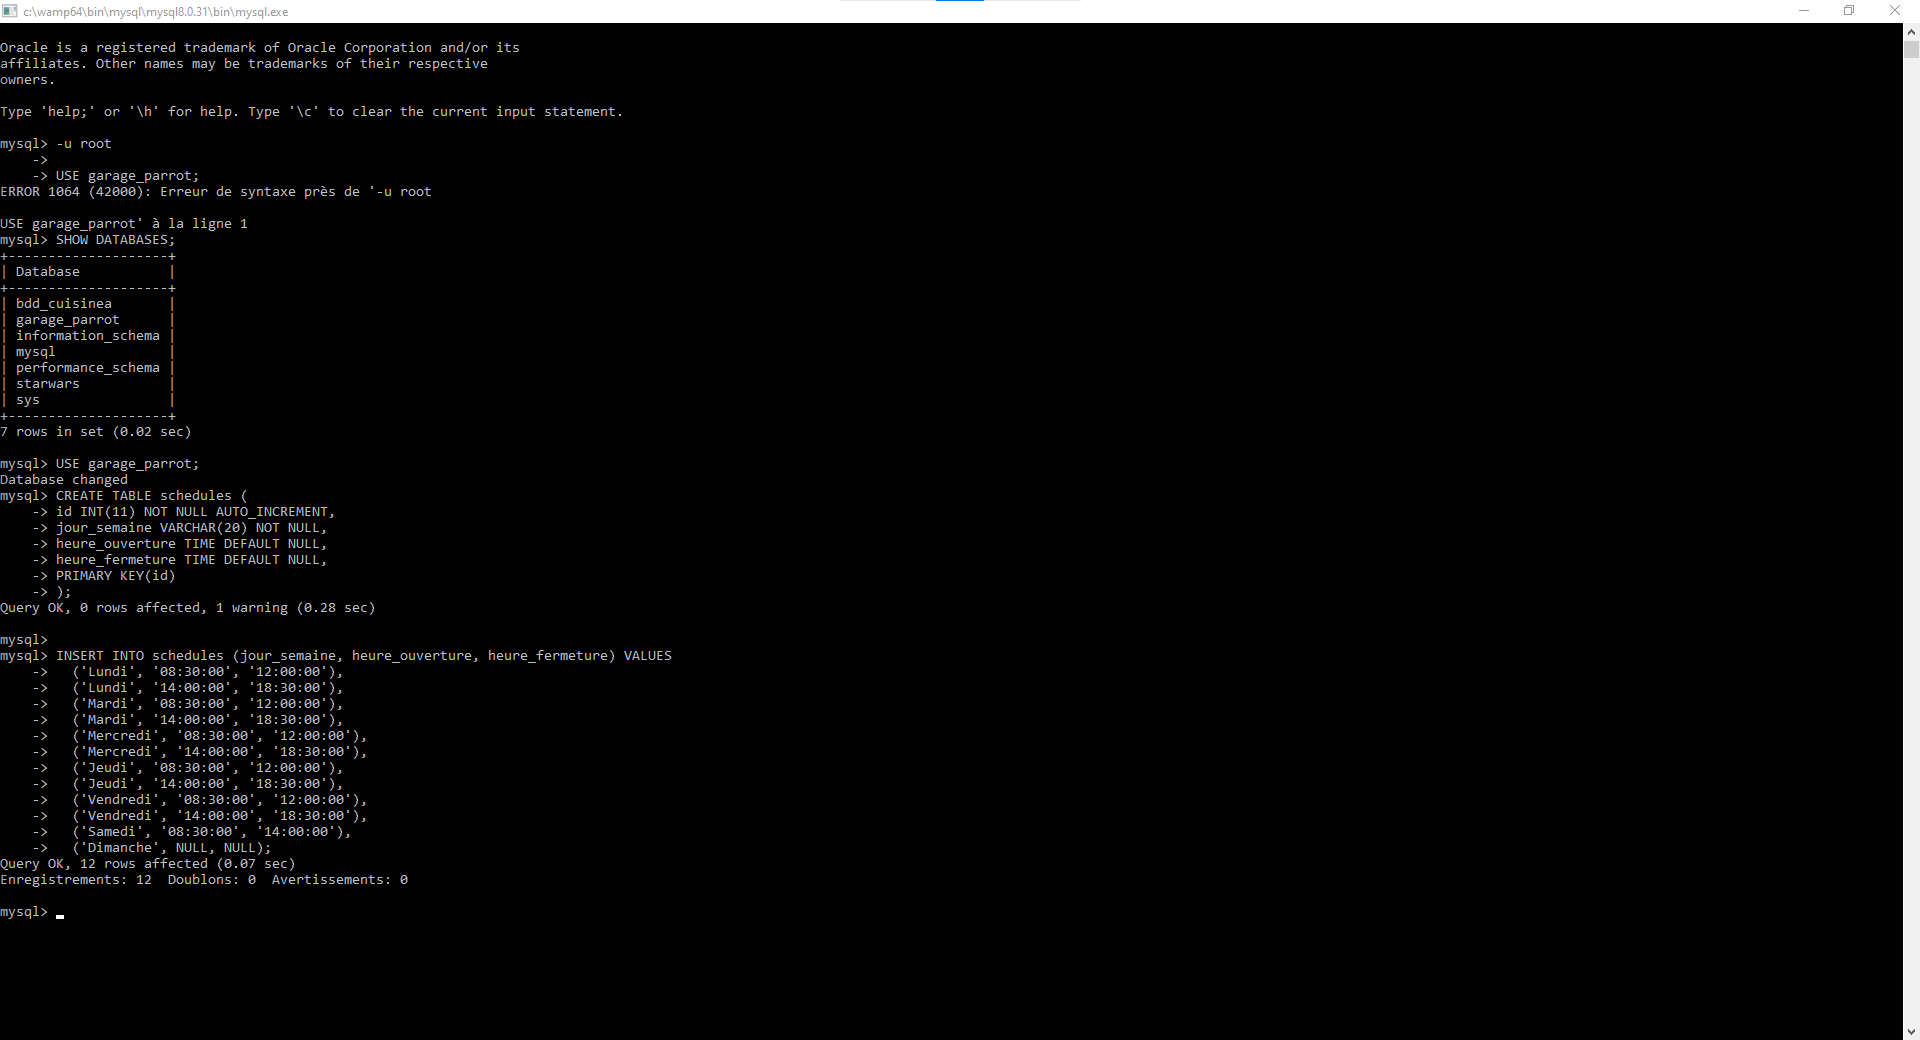 c:\wamp64\bin\mysql\mysql8.0.31\bin\mysql.exe
Oracle is a registered trademark of Oracle Corporation and/or its
affiliates. Other names may be trademarks of their respective
owners.
Type 'help;' or '\h' for help. Type '\c' to clear the current input statement.
mysql> -u root
    ->
    -> USE garage_parrot;
ERROR 1064 (42000): Erreur de syntaxe près de '-u root
USE garage_parrot' à la ligne 1
mysql> SHOW DATABASES;
+--------------------+
| Database           |
+--------------------+
| bdd_cuisinea       |
| garage_parrot      |
| information_schema |
| mysql              |
| performance_schema |
| starwars           |
| sys                |
+--------------------+
7 rows in set (0.02 sec)
mysql> USE garage_parrot;
Database changed
mysql> CREATE TABLE schedules (
    -> id INT(11) NOT NULL AUTO_INCREMENT,
    -> jour_semaine VARCHAR(20) NOT NULL,
    -> heure_ouverture TIME DEFAULT NULL,
    -> heure_fermeture TIME DEFAULT NULL,
    -> PRIMARY KEY(id)
    -> );
Query OK, 0 rows affected, 1 warning (0.28 sec)
mysql>
mysql> INSERT INTO schedules (jour_semaine, heure_ouverture, heure_fermeture) VALUES
    ->   ('Lundi', '08:30:00', '12:00:00'),
    ->   ('Lundi', '14:00:00', '18:30:00'),
    ->   ('Mardi', '08:30:00', '12:00:00'),
    ->   ('Mardi', '14:00:00', '18:30:00'),
    ->   ('Mercredi', '08:30:00', '12:00:00'),
    ->   ('Mercredi', '14:00:00', '18:30:00'),
    ->   ('Jeudi', '08:30:00', '12:00:00'),
    ->   ('Jeudi', '14:00:00', '18:30:00'),
    ->   ('Vendredi', '08:30:00', '12:00:00'),
    ->   ('Vendredi', '14:00:00', '18:30:00'),
    ->   ('Samedi', '08:30:00', '14:00:00'),
    ->   ('Dimanche', NULL, NULL);
Query OK, 12 rows affected (0.07 sec)
Enregistrements: 12  Doublons: 0  Avertissements: 0
mysql>